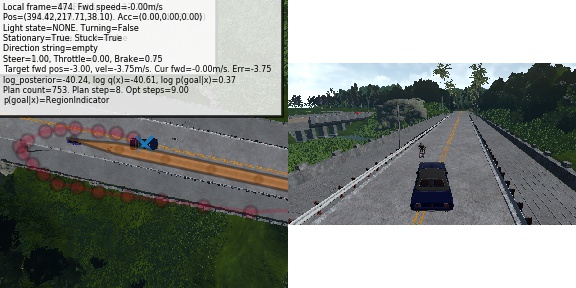 Local frame=474. Fwd speed=-0.00m/s
Pos=(394.42,217.71,38.10). Acc=(0.00,0.00,0.00)
Light state=NONE. Turning=False
Stationary=True. Stuck=True
Direction string=empty
Steer=1.00, Throttle=0.00, Brake=0.75
Target fwd pos=-3.00, vel=-3.75m/s. Cur fwd=-0.00m/s. Err=-3.75
log_posterior=-40.24, log q(x)=-40.61, log p(goal|x)=0.37
Plan count=753. Plan step=8. Opt steps=9.00
p(goal|x)=RegionIndicator